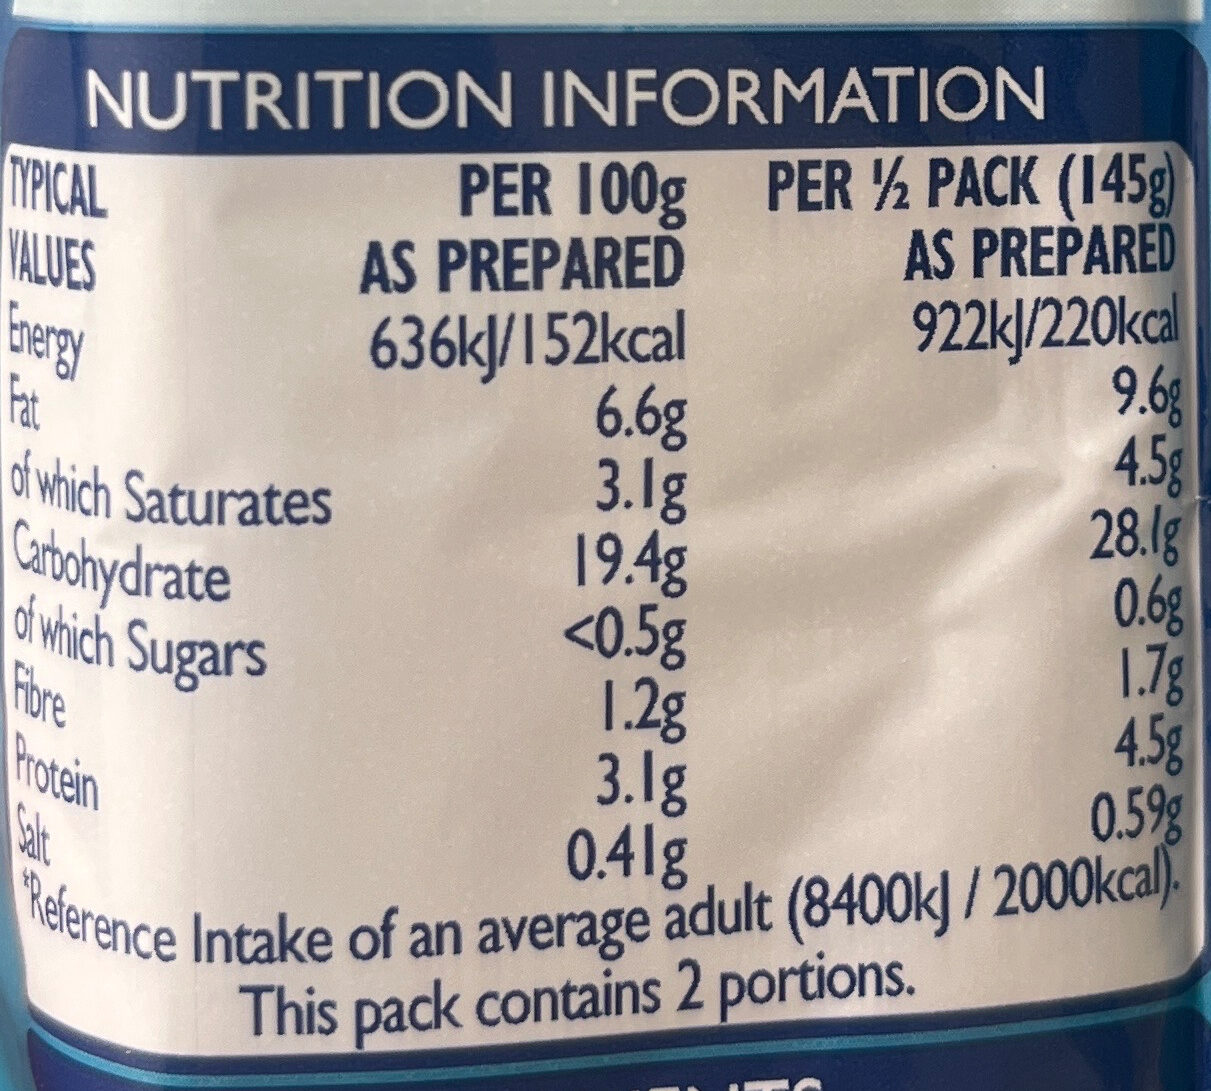 NUTRITION INFORMATION
TYPICAL VALUES PER 100g AS PREPARED PER ½ PACK (145g) AS PREPARED
Energy 636kJ/152kcal 922kJ/220kcal
Fat 6.6g 9.6g
of which Saturates 3.1g 4.5g
Carbohydrate 19.4g 28.1g
of which Sugars <0.5g 0.6g
Fibre 1.2g 1.7g
Protein 3.1g 4.5g
Salt 0.41g 0.59g
*Reference Intake of an average adult (8400kJ / 2000kcal).
This pack contains 2 portions.